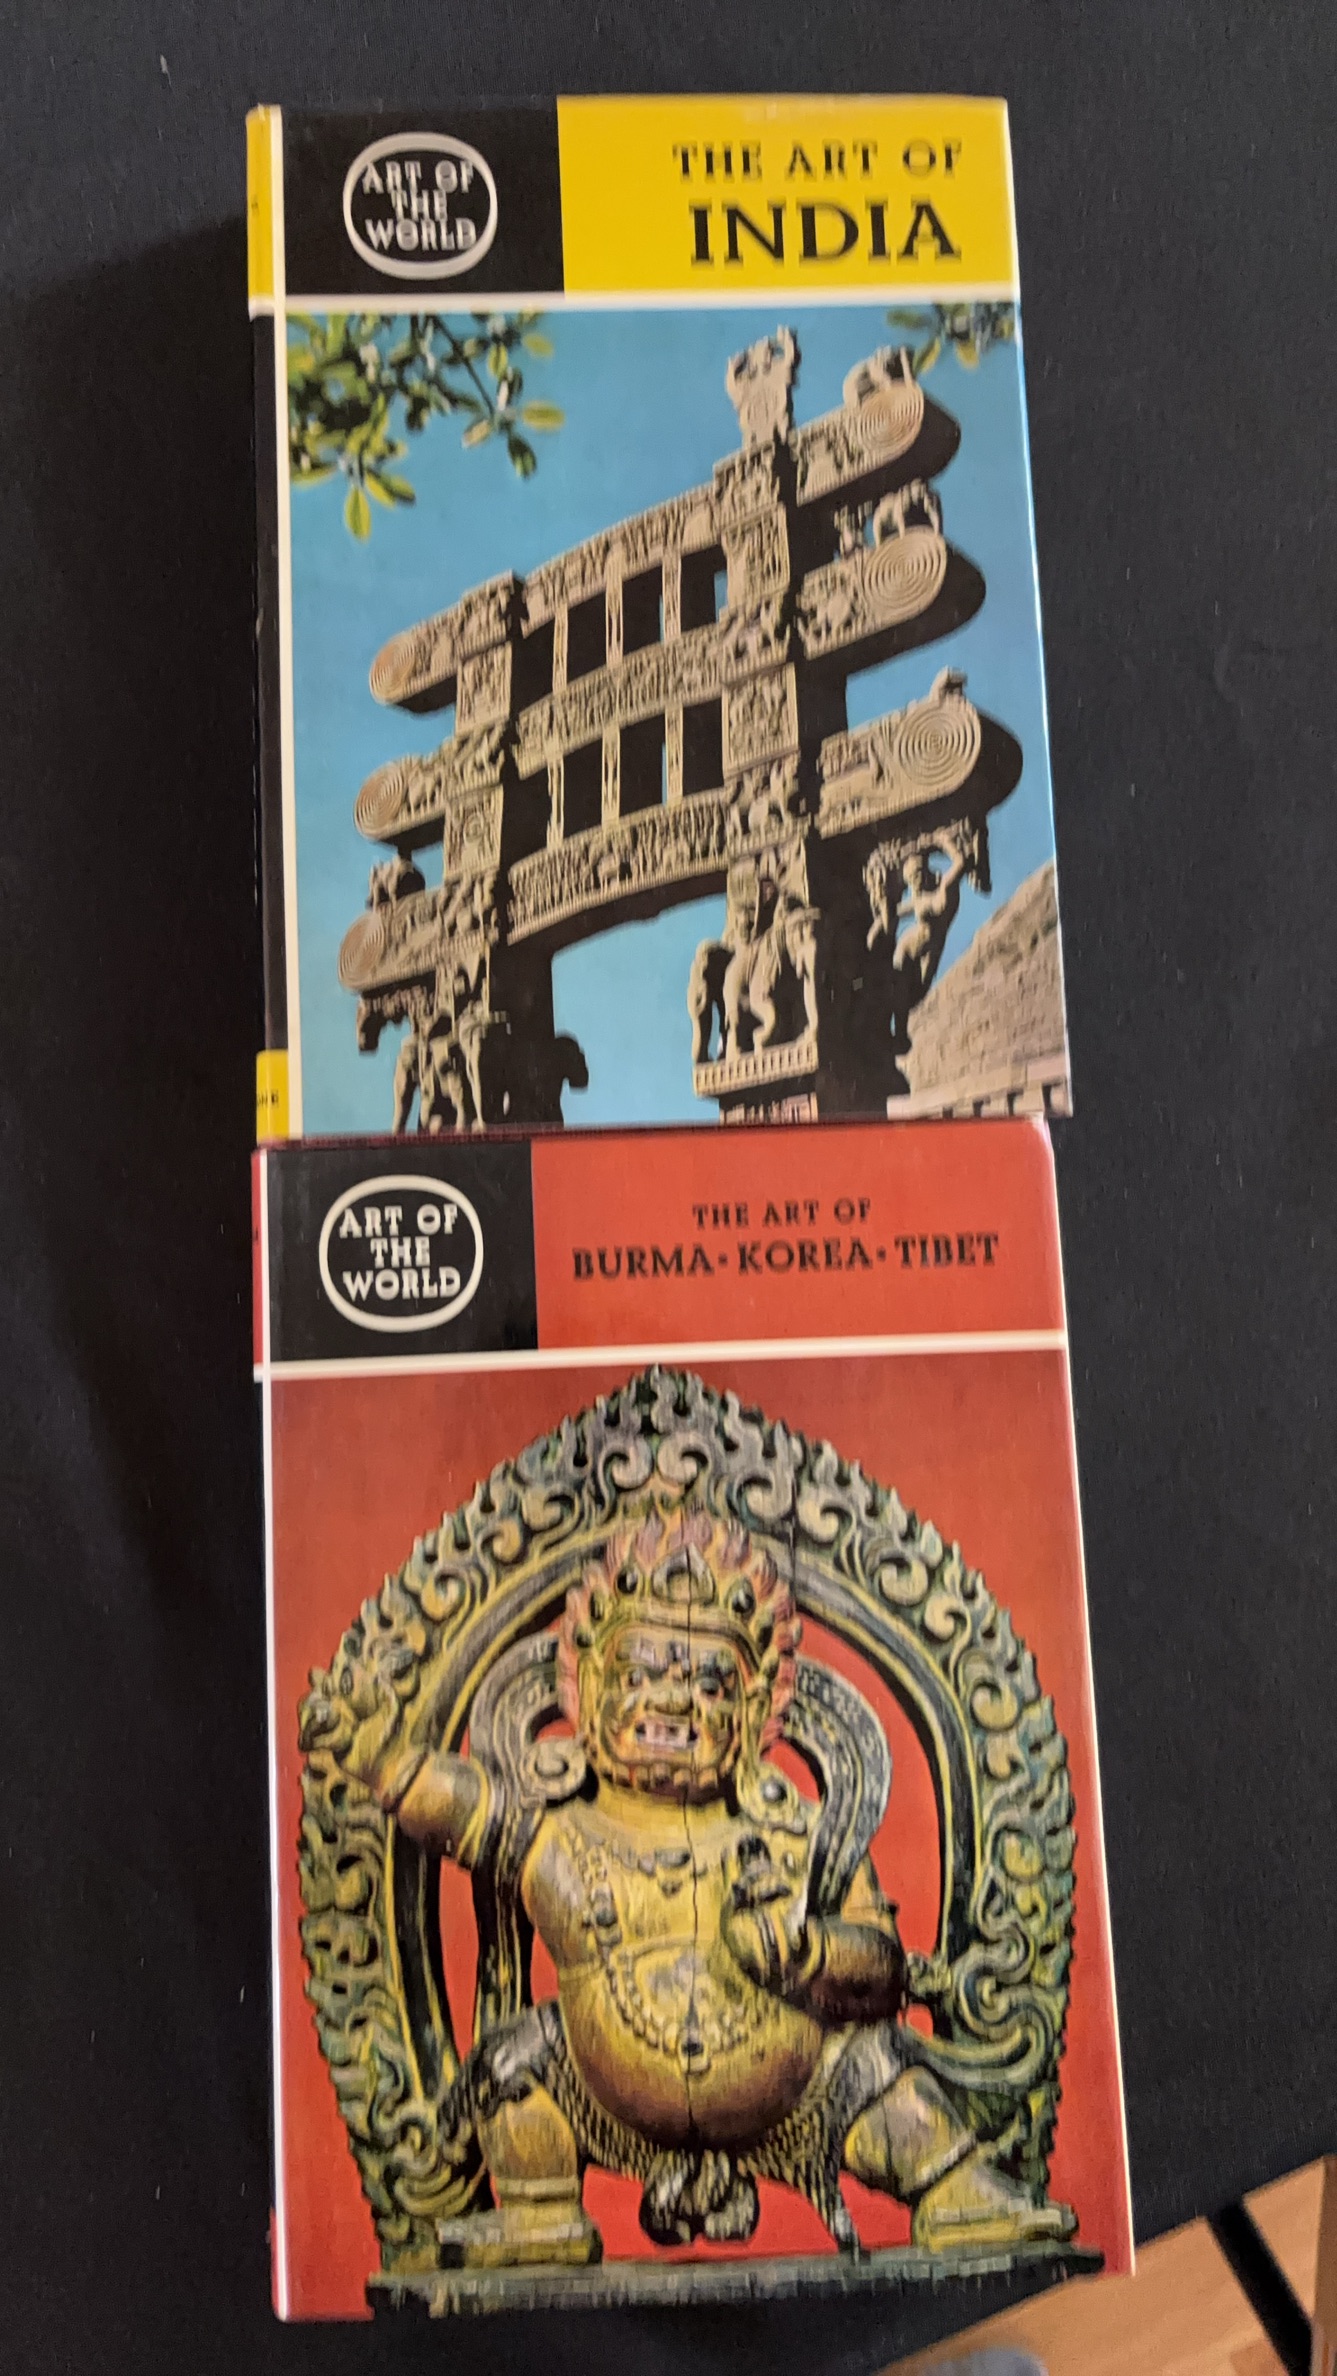 ART OF
THE
WORLD
THE ART OF
INDIA
ART OF
THE
WORLD
THE ART OF
BURMA · KOREA · TIBET